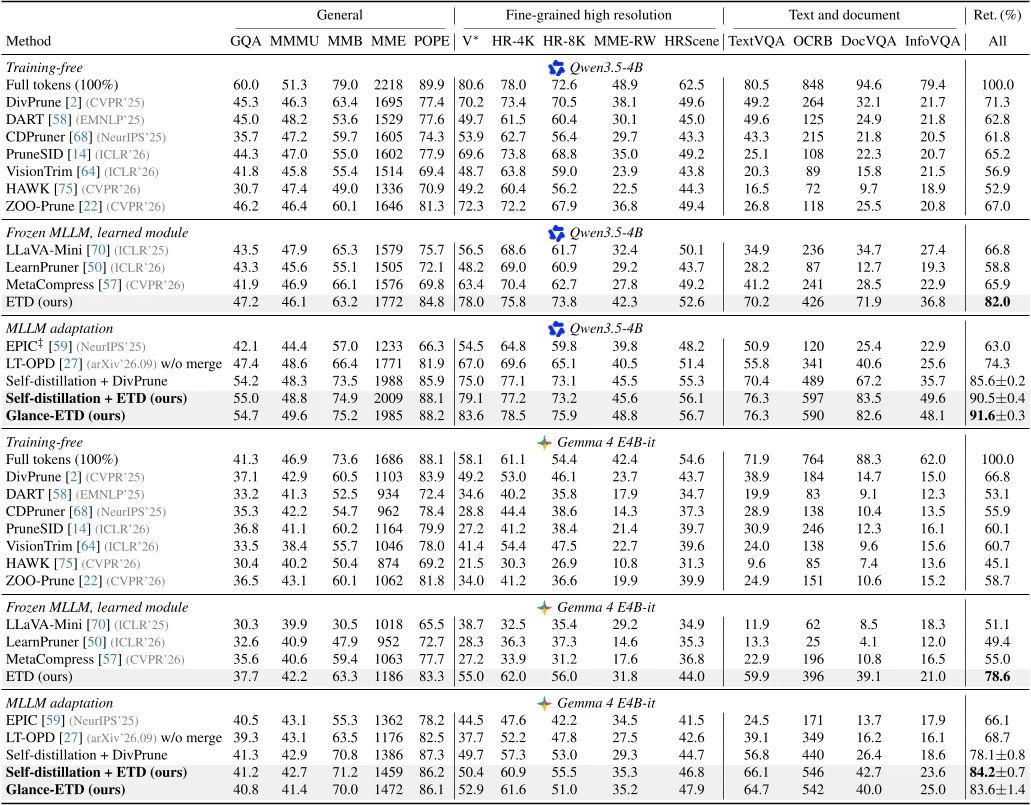 General Fine-grained high resolution Text and document Ret. (%)
Method GQA MMMU MMB MME POPE V* HR-4K HR-8K MME-RW HRScene TextVQA OCRB DocVQA InfoVQA All
Training-free Qwen3.5-4B
Full tokens (100%) 60.0 51.3 79.0 2218 89.9 80.6 78.0 72.6 48.9 62.5 80.5 848 94.6 79.4 100.0
DivPrune [2] (CVPR'25) 45.3 46.3 63.4 1695 77.4 70.2 73.4 70.5 38.1 49.6 49.2 264 32.1 21.7 71.3
DART [58] (EMNLP'25) 45.0 48.2 53.6 1529 77.6 49.7 61.5 60.4 30.1 45.0 49.6 125 24.9 21.8 62.8
CDPruner [68] (NeurIPS'25) 35.7 47.2 59.7 1605 74.3 53.9 62.7 56.4 29.7 43.3 43.3 215 21.8 20.5 61.8
PruneSID [14] (ICLR'26) 44.3 47.0 55.0 1602 77.9 69.6 73.8 68.8 35.0 49.2 25.1 108 22.3 20.7 65.2
VisionTrim [64] (ICLR'26) 41.8 45.8 55.4 1514 69.4 48.7 63.8 59.0 23.9 43.8 20.3 89 15.8 21.5 56.9
HAWK [75] (CVPR'26) 30.7 47.4 49.0 1336 70.9 49.2 60.4 56.2 22.5 44.3 16.5 72 9.7 18.9 52.9
ZOO-Prune [22] (CVPR'26) 46.2 46.4 60.1 1646 81.3 72.3 72.2 67.9 36.8 49.4 26.8 118 25.5 20.8 67.0
Frozen MLLM, learned module Qwen3.5-4B
LLaVA-Mini [70] (ICLR'25) 43.5 47.9 65.3 1579 75.7 56.5 68.6 61.7 32.4 50.1 34.9 236 34.7 27.4 66.8
LearnPruner [50] (ICLR'26) 43.3 45.6 55.1 1505 72.1 48.2 69.0 60.9 29.2 43.7 28.2 87 12.7 19.3 58.8
MetaCompress [57] (CVPR'26) 41.9 46.9 66.1 1576 69.8 63.4 70.4 62.7 27.8 49.2 41.2 241 28.5 22.9 65.9
ETD (ours) 47.2 46.1 63.2 1772 84.8 78.0 75.8 73.8 42.3 52.6 70.2 426 71.9 36.8 82.0
MLLM adaptation Qwen3.5-4B
EPIC‡ [59] (NeurIPS'25) 42.1 44.4 57.0 1233 66.3 54.5 64.8 59.8 39.8 48.2 50.9 120 25.4 22.9 63.0
LT-OPD [27] (arXiv'26.09) w/o merge 47.4 48.6 66.4 1771 81.9 67.0 69.6 65.1 40.5 51.4 55.8 341 40.6 25.6 74.3
Self-distillation + DivPrune 54.2 48.3 73.5 1988 85.9 75.0 77.1 73.1 45.5 55.3 70.4 489 67.2 35.7 85.6±0.2
Self-distillation + ETD (ours) 55.0 48.8 74.9 2009 88.1 79.1 77.2 73.2 45.6 56.1 76.3 597 83.5 49.6 90.5±0.4
Glance-ETD (ours) 54.7 49.6 75.2 1985 88.2 83.6 78.5 75.9 48.8 56.7 76.3 590 82.6 48.1 91.6±0.3
Training-free Gemma 4 E4B-it
Full tokens (100%) 41.3 46.9 73.6 1686 88.1 58.1 61.1 54.4 42.4 54.6 71.9 764 88.3 62.0 100.0
DivPrune [2] (CVPR'25) 37.1 42.9 60.5 1103 83.9 49.2 53.0 46.1 23.7 43.7 38.9 184 14.7 15.0 66.8
DART [58] (EMNLP'25) 33.2 41.3 52.5 934 72.4 34.6 40.2 35.8 17.9 34.7 19.9 83 9.1 12.3 53.1
CDPruner [68] (NeurIPS'25) 35.3 42.2 54.7 962 78.4 28.8 44.4 38.6 14.3 37.3 28.9 138 10.4 13.5 55.9
PruneSID [14] (ICLR'26) 36.8 41.1 60.2 1164 79.9 27.2 41.2 38.4 21.4 39.7 30.9 246 12.3 16.1 60.1
VisionTrim [64] (ICLR'26) 33.5 38.4 55.7 1046 78.0 41.4 54.4 47.5 22.7 39.6 24.0 138 9.6 15.6 60.7
HAWK [75] (CVPR'26) 30.4 40.2 50.4 874 69.2 21.5 30.3 26.9 10.8 31.3 9.6 85 7.4 13.6 45.1
ZOO-Prune [22] (CVPR'26) 36.5 43.1 60.1 1062 81.8 34.0 41.2 36.6 19.9 39.9 24.9 151 10.6 15.2 58.7
Frozen MLLM, learned module Gemma 4 E4B-it
LLaVA-Mini [70] (ICLR'25) 30.3 39.9 30.5 1018 65.5 38.7 32.5 35.4 29.2 34.9 11.9 62 8.5 18.3 51.1
LearnPruner [50] (ICLR'26) 32.6 40.9 47.9 952 72.7 28.3 36.3 37.3 14.6 35.3 13.3 25 4.1 12.0 49.4
MetaCompress [57] (CVPR'26) 35.6 40.6 59.4 1063 77.7 27.2 33.9 31.2 17.6 36.8 22.9 196 10.8 16.5 55.0
ETD (ours) 37.7 42.2 63.3 1186 83.3 55.0 62.0 56.0 31.8 44.0 59.9 396 39.1 21.0 78.6
MLLM adaptation Gemma 4 E4B-it
EPIC [59] (NeurIPS'25) 40.5 43.1 55.3 1362 78.2 44.5 47.6 42.2 34.5 41.5 24.5 171 13.7 17.9 66.1
LT-OPD [27] (arXiv'26.09) w/o merge 39.3 43.1 63.5 1176 82.5 37.7 52.2 47.8 27.5 42.6 39.1 349 16.2 16.1 68.7
Self-distillation + DivPrune 41.3 42.9 70.8 1386 87.3 49.7 57.3 53.0 29.3 44.7 56.8 440 26.4 18.6 78.1±0.8
Self-distillation + ETD (ours) 41.2 42.7 71.2 1459 86.2 50.4 60.9 55.5 35.3 46.8 66.1 546 42.7 23.6 84.2±0.7
Glance-ETD (ours) 40.8 41.4 70.0 1472 86.1 52.9 61.6 51.0 35.2 47.9 64.7 542 40.0 25.0 83.6±1.4